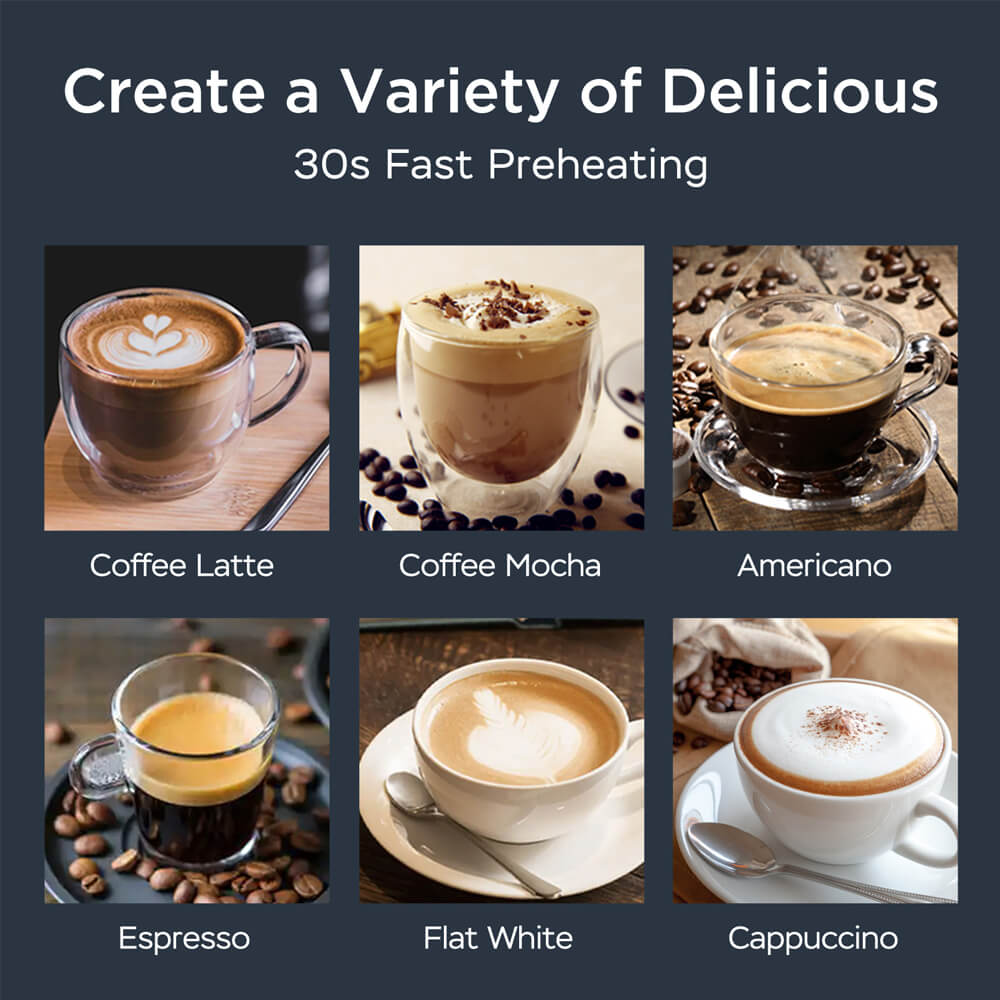 Create a Variety of Delicious
30s Fast Preheating
Coffee Latte
Coffee Mocha
Americano
Espresso
Flat White
Cappuccino